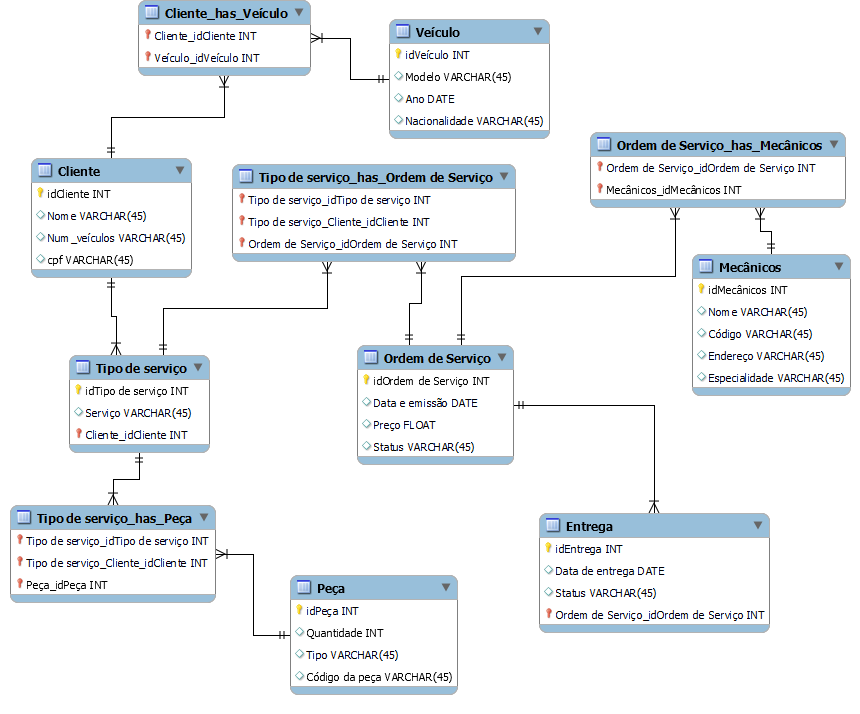 Cliente_has_Veículo
Cliente_idCliente INT
Veículo_idVeículo INT
Veículo
idVeículo INT
Modelo VARCHAR(45)
Ano DATE
Nacionalidade VARCHAR(45)
Ordem de Serviço_has_Mecânicos
Ordem de Serviço_idOrdem de Serviço INT
Mecânicos_idMecânicos INT
Cliente
idCliente INT
Nome VARCHAR(45)
Num_veículos VARCHAR(45)
cpf VARCHAR(45)
Tipo de serviço_has_Ordem de Serviço
Tipo de serviço_idTipo de serviço INT
Tipo de serviço_Cliente_idCliente INT
Ordem de Serviço_idOrdem de Serviço INT
Mecânicos
idMecânicos INT
Nome VARCHAR(45)
Código VARCHAR(45)
Endereço VARCHAR(45)
Especialidade VARCHAR(45)
Tipo de serviço
idTipo de serviço INT
Serviço VARCHAR(45)
Cliente_idCliente INT
Ordem de Serviço
idOrdem de Serviço INT
Data e emissão DATE
Preço FLOAT
Status VARCHAR(45)
Tipo de serviço_has_Peça
Tipo de serviço_idTipo de serviço INT
Tipo de serviço_Cliente_idCliente INT
Peça_idPeça INT
Entrega
idEntrega INT
Data de entrega DATE
Status VARCHAR(45)
Ordem de Serviço_idOrdem de Serviço INT
Peça
idPeça INT
Quantidade INT
Tipo VARCHAR(45)
Código da peça VARCHAR(45)